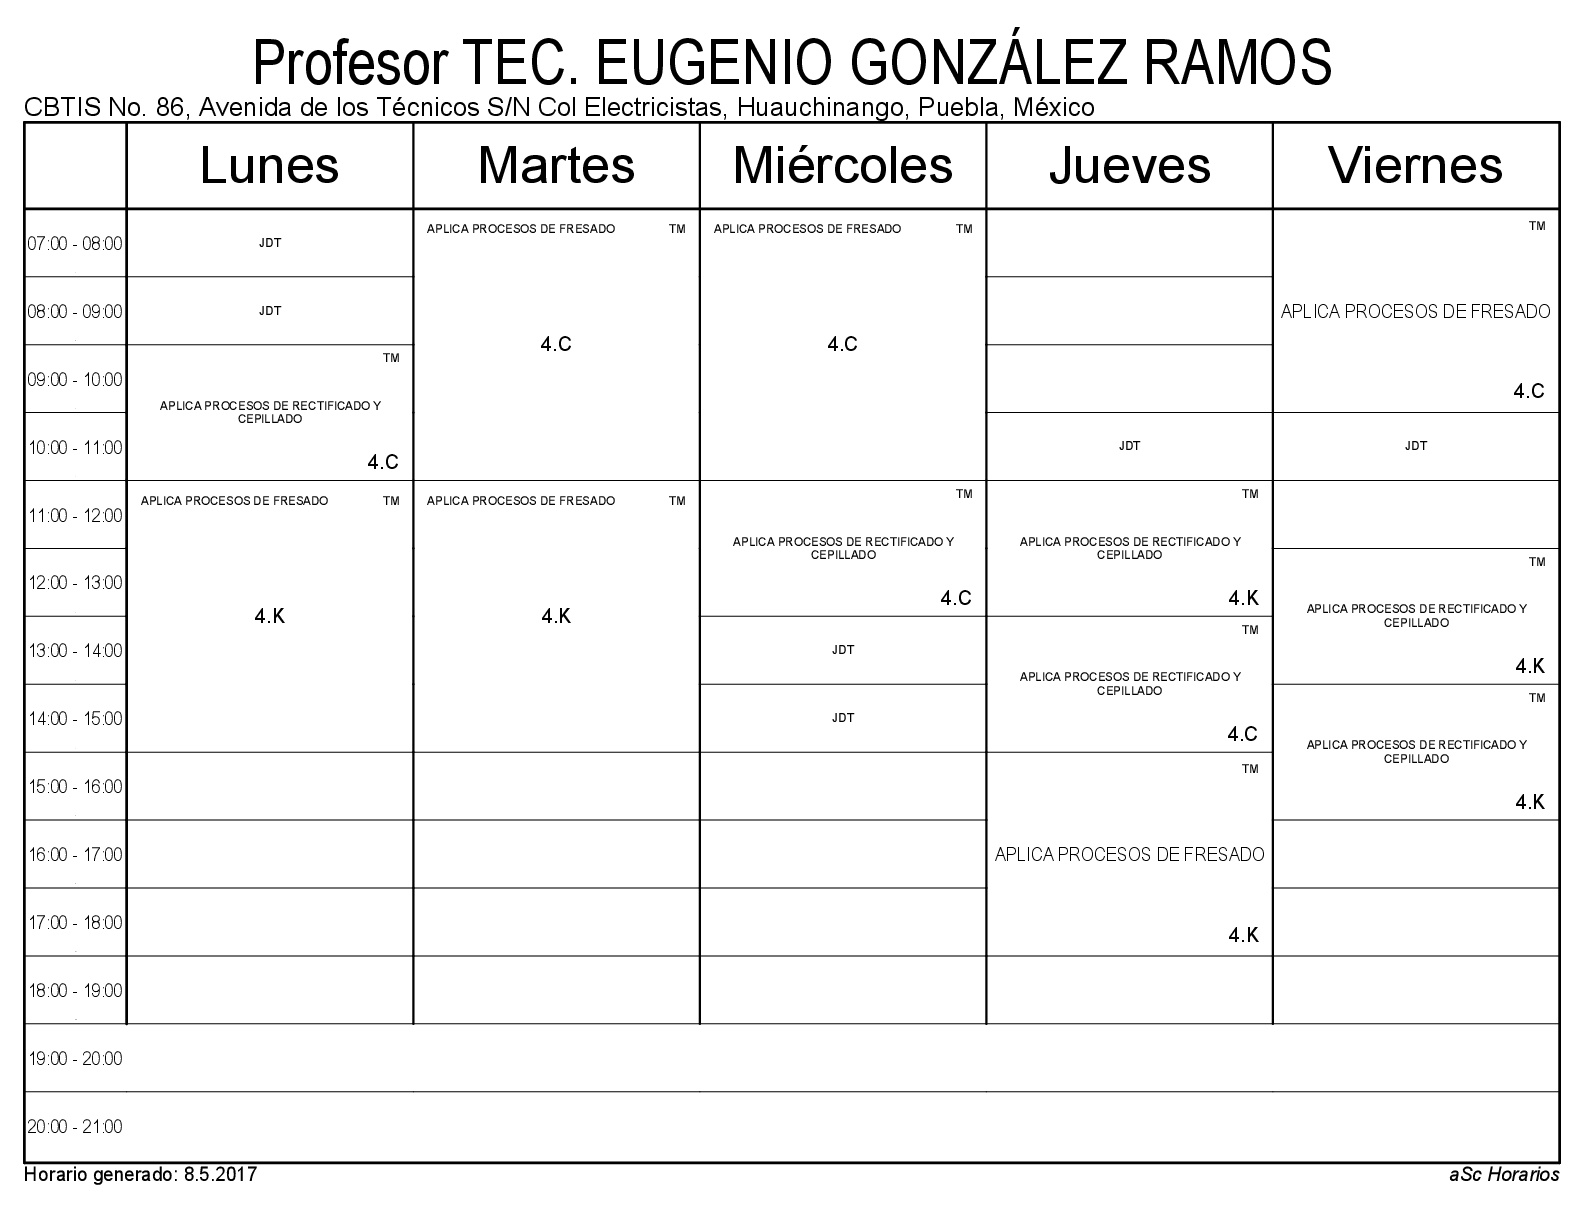 Profesor TEC. EUGENIO GONZÁLEZ RAMOS
CBTIS No. 86, Avenida de los Técnicos S/N Col Electricistas, Huauchinango, Puebla, México
Lunes Martes Miércoles Jueves Viernes
07:00 - 08:00
JDT
APLICA PROCESOS DE FRESADO TM
4.C
APLICA PROCESOS DE FRESADO TM
4.C
TM
APLICA PROCESOS DE FRESADO
4.C
08:00 - 09:00
JDT
09:00 - 10:00
TM
APLICA PROCESOS DE RECTIFICADO Y
CEPILLADO
4.C
10:00 - 11:00
JDT
JDT
11:00 - 12:00
APLICA PROCESOS DE FRESADO TM
4.K
APLICA PROCESOS DE FRESADO TM
4.K
TM
APLICA PROCESOS DE RECTIFICADO Y
CEPILLADO
4.C
TM
APLICA PROCESOS DE RECTIFICADO Y
CEPILLADO
4.K
12:00 - 13:00
TM
APLICA PROCESOS DE RECTIFICADO Y
CEPILLADO
4.K
13:00 - 14:00
JDT
TM
APLICA PROCESOS DE RECTIFICADO Y
CEPILLADO
4.C
14:00 - 15:00
JDT
TM
APLICA PROCESOS DE RECTIFICADO Y
CEPILLADO
4.K
15:00 - 16:00
TM
APLICA PROCESOS DE FRESADO
4.K
16:00 - 17:00
17:00 - 18:00
18:00 - 19:00
19:00 - 20:00
20:00 - 21:00
Horario generado: 8.5.2017
aSc Horarios